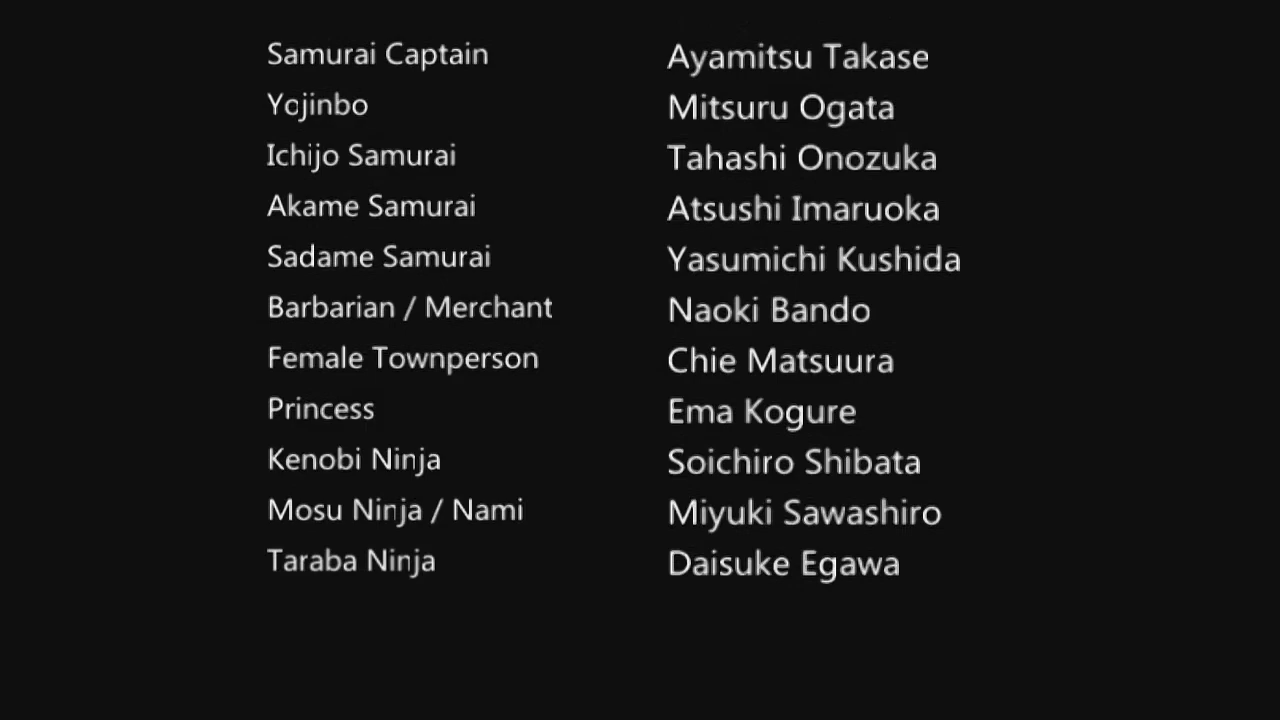 Samurai Captain Ayamitsu Takase
Yojinbo Mitsuru Ogata
Ichijo Samurai Tahashi Onozuka
Akame Samurai Atsushi Imaruoka
Sadame Samurai Yasumichi Kushida
Barbarian / Merchant Naoki Bando
Female Townperson Chie Matsuura
Princess Ema Kogure
Kenobi Ninja Soichiro Shibata
Mosu Ninja / Nami Miyuki Sawashiro
Taraba Ninja Daisuke Egawa